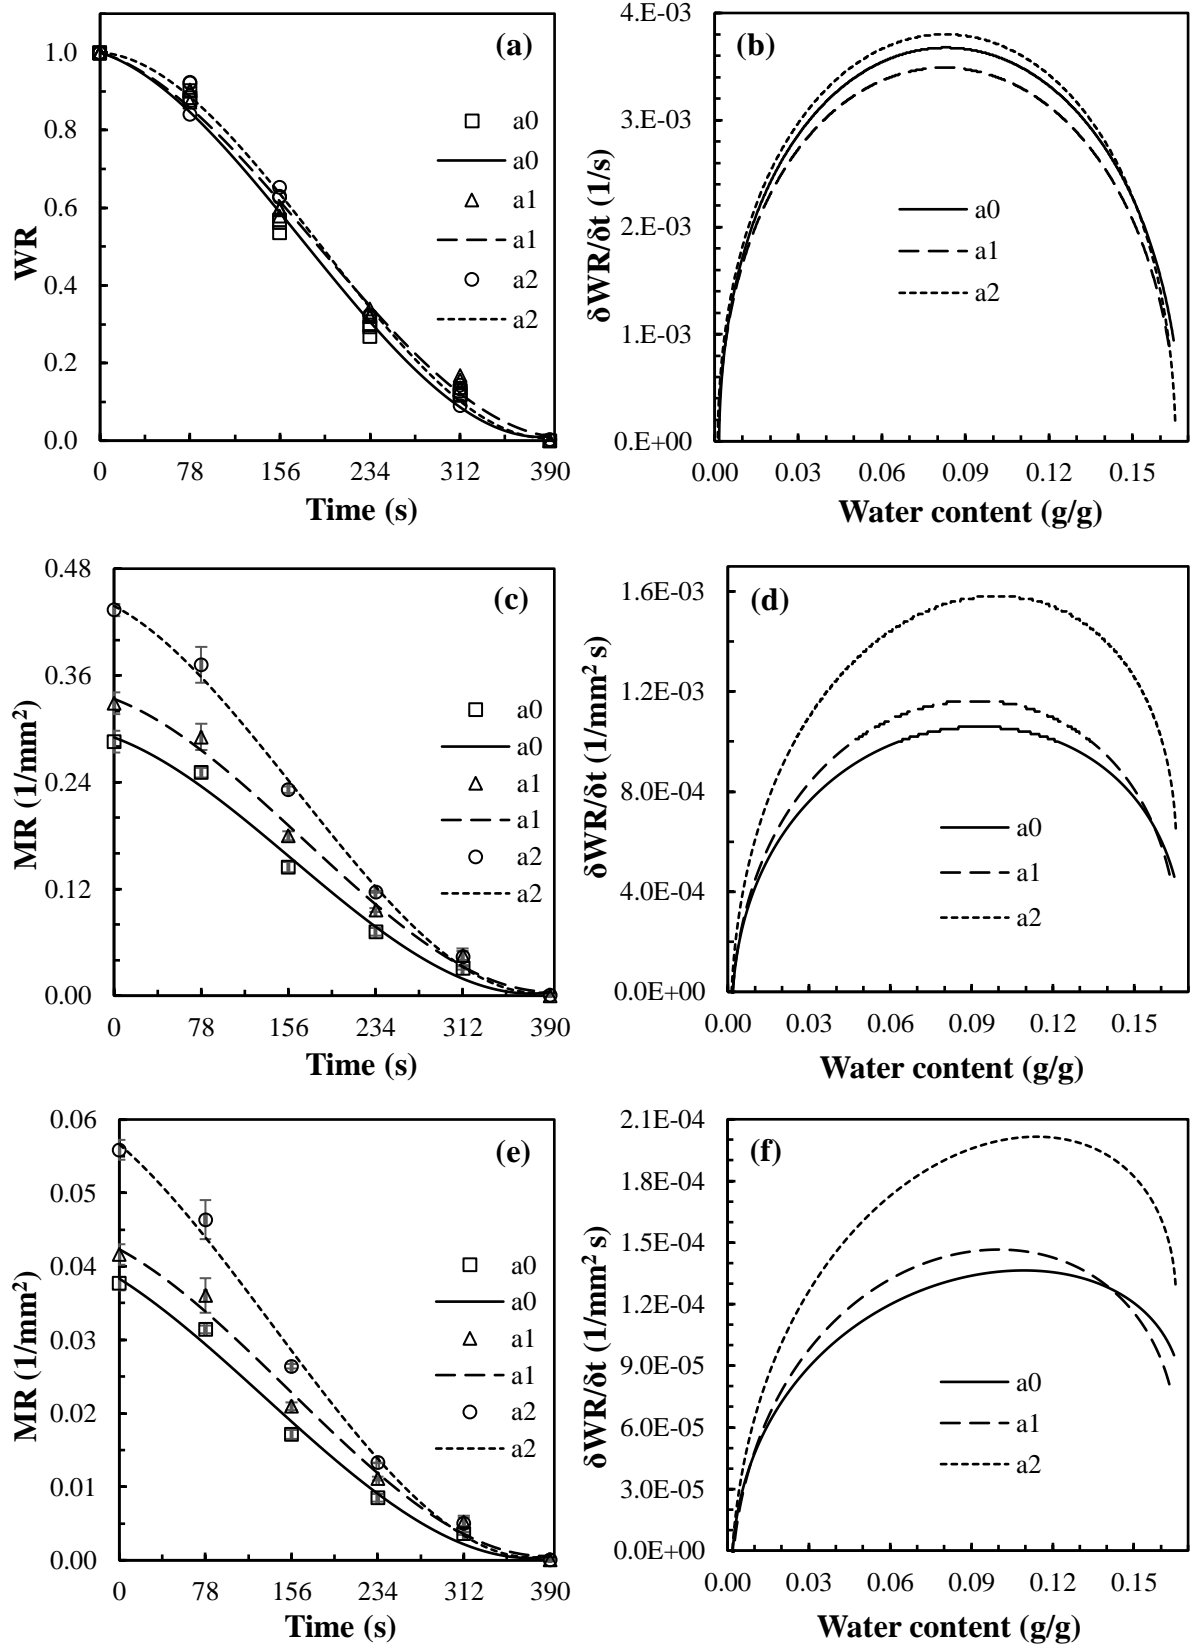 (a)
WR
1.0
0.8
0.6
0.4
0.2
0.0
0 78 156 234 312 390
Time (s)
a0
a0
a1
a1
a2
a2
(b)
δWR/δt (1/s)
4.E-03
3.E-03
2.E-03
1.E-03
0.E+00
0.00 0.03 0.06 0.09 0.12 0.15
Water content (g/g)
a0
a1
a2
(c)
MR (1/mm²)
0.48
0.36
0.24
0.12
0.00
0 78 156 234 312 390
Time (s)
a0
a0
a1
a1
a2
a2
(d)
δWR/δt (1/mm² s)
1.6E-03
1.2E-03
8.0E-04
4.0E-04
0.0E+00
0.00 0.03 0.06 0.09 0.12 0.15
Water content (g/g)
a0
a1
a2
(e)
MR (1/mm²)
0.06
0.05
0.04
0.03
0.02
0.01
0.00
0 78 156 234 312 390
Time (s)
a0
a0
a1
a1
a2
a2
(f)
δWR/δt (1/mm² s)
2.1E-04
1.8E-04
1.5E-04
1.2E-04
9.0E-05
6.0E-05
3.0E-05
0.0E+00
0.00 0.03 0.06 0.09 0.12 0.15
Water content (g/g)
a0
a1
a2